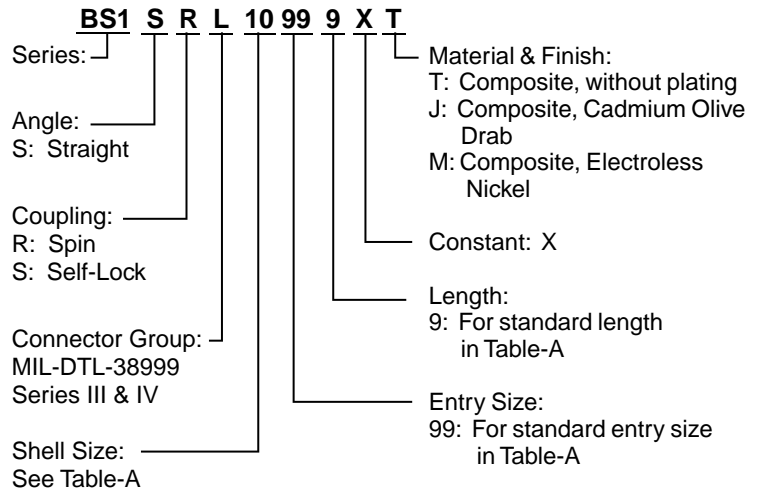 BS1 S R L 10 99 9 X T
Series:
Angle:
S: Straight
Coupling:
R: Spin
S: Self-Lock
Connector Group:
MIL-DTL-38999
Series III & IV
Shell Size:
See Table-A
Material & Finish:
T: Composite, without plating
J: Composite, Cadmium Olive
Drab
M: Composite, Electroless
Nickel
Constant: X
Length:
9: For standard length
in Table-A
Entry Size:
99: For standard entry size
in Table-A